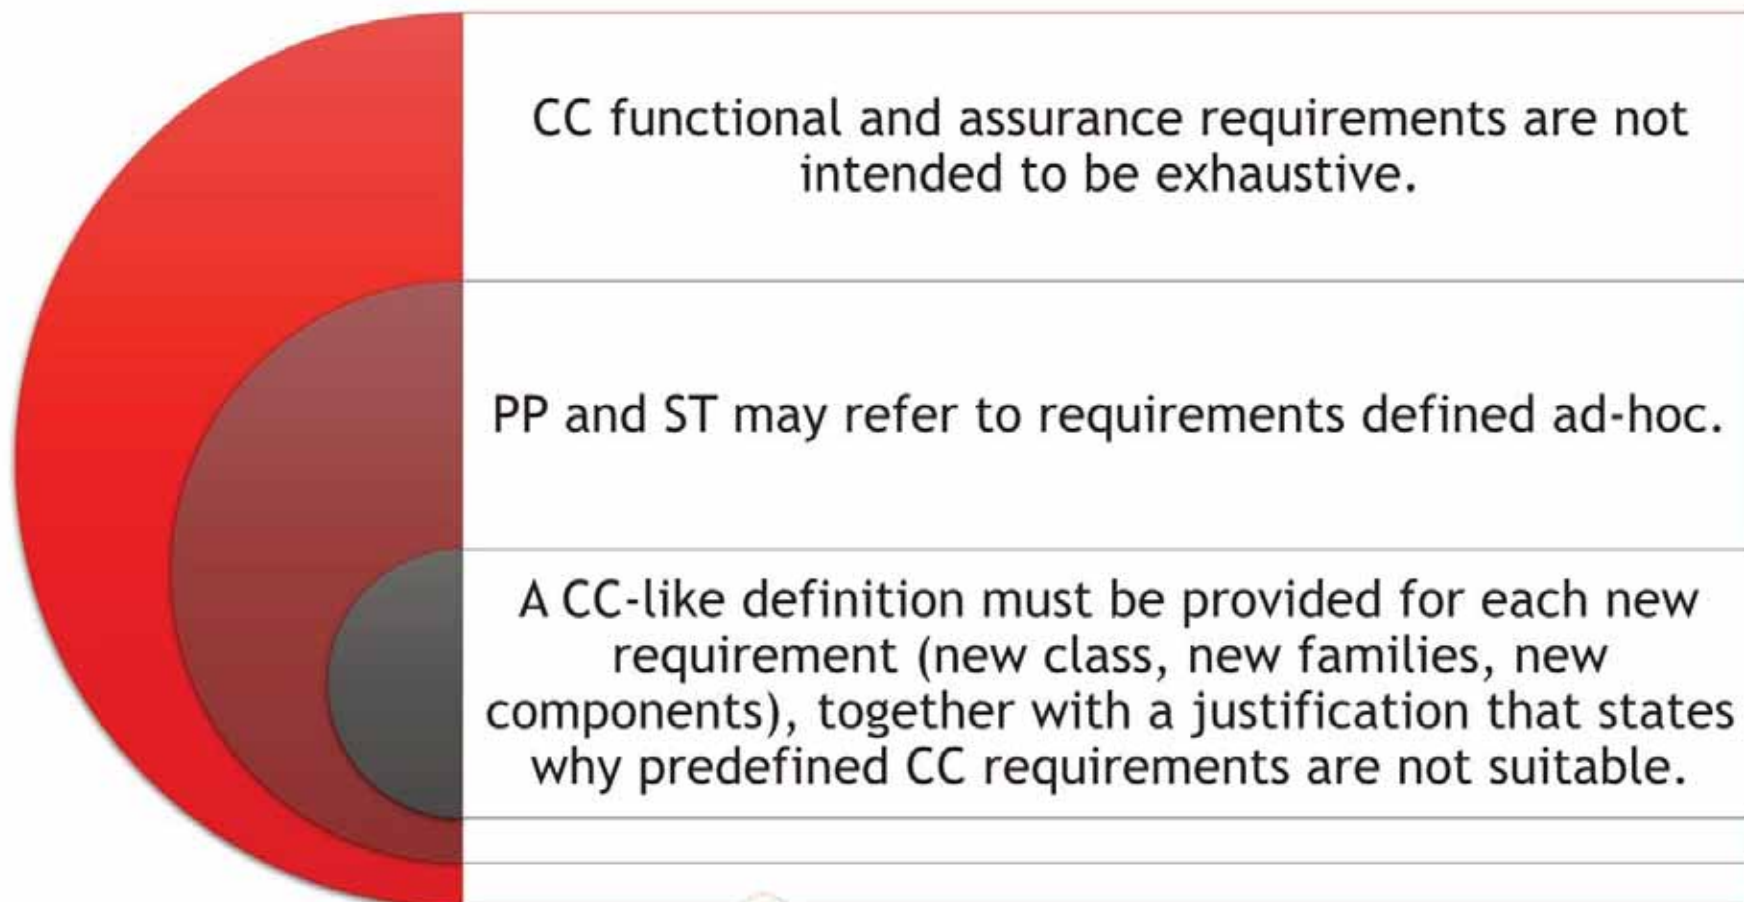 CC functional and assurance requirements are not
intended to be exhaustive.
PP and ST may refer to requirements defined ad-hoc.
A CC-like definition must be provided for each new
requirement (new class, new families, new
components), together with a justification that states
why predefined CC requirements are not suitable.